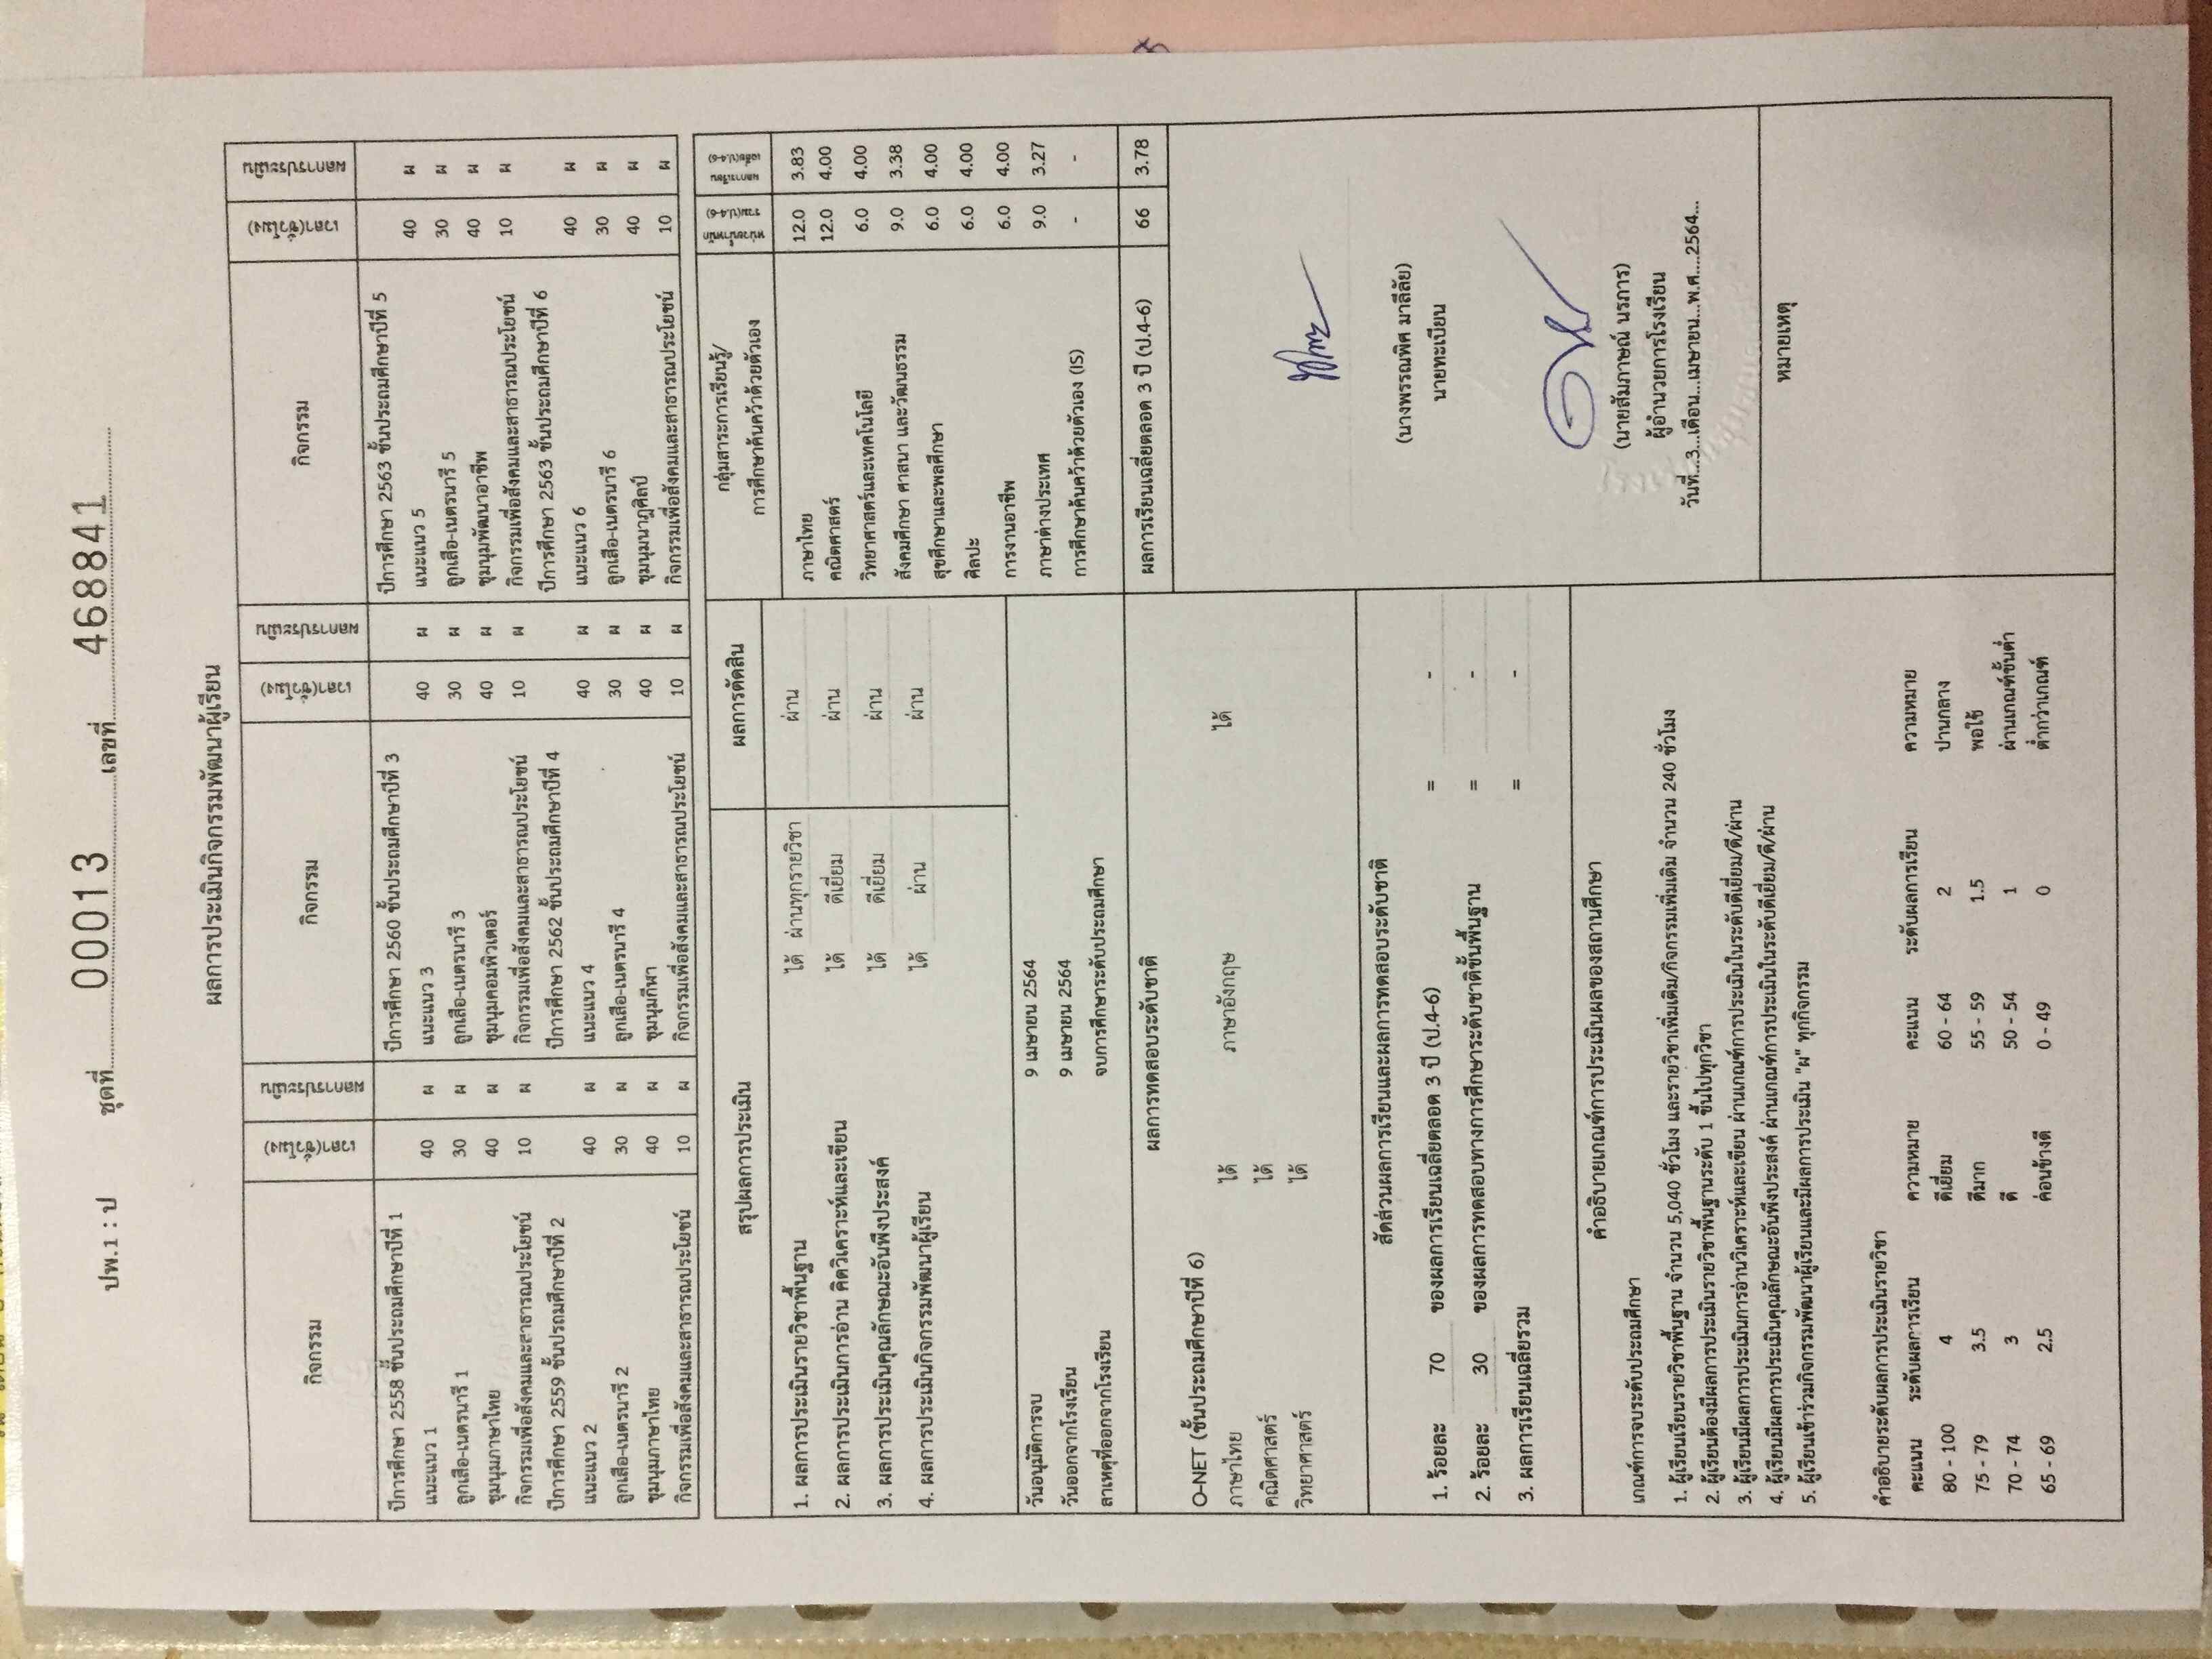 ปพ.1 : ป ชุดที่ 00013 เลขที่ 468841
ผลการประเมินกิจกรรมพัฒนาผู้เรียน
กิจกรรม เวลา(ชั่วโมง) ผลการประเมิน กิจกรรม เวลา(ชั่วโมง) ผลการประเมิน กิจกรรม เวลา(ชั่วโมง) ผลการประเมิน
ปีการศึกษา 2558 ชั้นประถมศึกษาปีที่ 1 ปีการศึกษา 2560 ชั้นประถมศึกษาปีที่ 3 ปีการศึกษา 2563 ชั้นประถมศึกษาปีที่ 5
แนะแนว 1 40 ผ แนะแนว 3 40 ผ แนะแนว 5 40 ผ
ลูกเสือ-เนตรนารี 1 30 ผ ลูกเสือ-เนตรนารี 3 30 ผ ลูกเสือ-เนตรนารี 5 30 ผ
ชุมนุมภาษาไทย 40 ผ ชุมนุมคอมพิวเตอร์ 40 ผ ชุมนุมพัฒนาอาชีพ 40 ผ
กิจกรรมเพื่อสังคมและสาธารณประโยชน์ 10 ผ กิจกรรมเพื่อสังคมและสาธารณประโยชน์ 10 ผ กิจกรรมเพื่อสังคมและสาธารณประโยชน์ 10 ผ
ปีการศึกษา 2559 ชั้นประถมศึกษาปีที่ 2 ปีการศึกษา 2562 ชั้นประถมศึกษาปีที่ 4 ปีการศึกษา 2563 ชั้นประถมศึกษาปีที่ 6
แนะแนว 2 40 ผ แนะแนว 4 40 ผ แนะแนว 6 40 ผ
ลูกเสือ-เนตรนารี 2 30 ผ ลูกเสือ-เนตรนารี 4 30 ผ ลูกเสือ-เนตรนารี 6 30 ผ
ชุมนุมภาษาไทย 40 ผ ชุมนุมกีฬา 40 ผ ชุมนุมนาฏศิลป์ 40 ผ
กิจกรรมเพื่อสังคมและสาธารณประโยชน์ 10 ผ กิจกรรมเพื่อสังคมและสาธารณประโยชน์ 10 ผ กิจกรรมเพื่อสังคมและสาธารณประโยชน์ 10 ผ
สรุปผลการประเมิน ผลการตัดสิน
1. ผลการประเมินรายวิชาพื้นฐาน ได้ ผ่านทุกรายวิชา ผ่าน
2. ผลการประเมินการอ่าน คิดวิเคราะห์และเขียน ได้ ดีเยี่ยม ผ่าน
3. ผลการประเมินคุณลักษณะอันพึงประสงค์ ได้ ดีเยี่ยม ผ่าน
4. ผลการประเมินกิจกรรมพัฒนาผู้เรียน ได้ ผ่าน ผ่าน
วันอนุมัติการจบ 9 เมษายน 2564
วันออกจากโรงเรียน 9 เมษายน 2564
สาเหตุที่ออกจากโรงเรียน จบการศึกษาระดับประถมศึกษา
ผลการทดสอบระดับชาติ
O-NET (ชั้นประถมศึกษาปีที่ 6)
ภาษาไทย ได้ ภาษาอังกฤษ ได้
คณิตศาสตร์ ได้
วิทยาศาสตร์ ได้
สัดส่วนผลการเรียนและผลการทดสอบระดับชาติ
1. ร้อยละ 70 ของผลการเรียนเฉลี่ยตลอด 3 ปี (ป.4-6) = -
2. ร้อยละ 30 ของผลการทดสอบทางการศึกษาระดับชาติขั้นพื้นฐาน = -
3. ผลการเรียนเฉลี่ยรวม = -
คำอธิบายเกณฑ์การประเมินผลของสถานศึกษา
เกณฑ์การจบระดับประถมศึกษา
1. ผู้เรียนเรียนรายวิชาพื้นฐาน จำนวน 5,040 ชั่วโมง และรายวิชาเพิ่มเติม/กิจกรรมเพิ่มเติม จำนวน 240 ชั่วโมง
2. ผู้เรียนต้องมีผลการประเมินรายวิชาพื้นฐานระดับ 1 ขึ้นไปทุกวิชา
3. ผู้เรียนมีผลการประเมินการอ่านวิเคราะห์และเขียน ผ่านเกณฑ์การประเมินในระดับดีเยี่ยม/ดี/ผ่าน
4. ผู้เรียนมีผลการประเมินคุณลักษณะอันพึงประสงค์ ผ่านเกณฑ์การประเมินในระดับดีเยี่ยม/ดี/ผ่าน
5. ผู้เรียนเข้าร่วมกิจกรรมพัฒนาผู้เรียนและมีผลการประเมิน "ผ" ทุกกิจกรรม
คำอธิบายระดับผลการประเมินรายวิชา
คะแนน ระดับผลการเรียน ความหมาย คะแนน ระดับผลการเรียน ความหมาย
80 - 100 4 ดีเยี่ยม 60 - 64 2 ปานกลาง
75 - 79 3.5 ดีมาก 55 - 59 1.5 พอใช้
70 - 74 3 ดี 50 - 54 1 ผ่านเกณฑ์ขั้นต่ำ
65 - 69 2.5 ค่อนข้างดี 0 - 49 0 ต่ำกว่าเกณฑ์
กลุ่มสาระการเรียนรู้/ หน่วยน้ำหนัก ผลการเรียน
การศึกษาค้นคว้าด้วยตัวเอง รวม(ป.4-6) เฉลี่ย(ป.4-6)
ภาษาไทย 12.0 3.83
คณิตศาสตร์ 12.0 4.00
วิทยาศาสตร์และเทคโนโลยี 6.0 4.00
สังคมศึกษา ศาสนา และวัฒนธรรม 9.0 3.38
สุขศึกษาและพลศึกษา 6.0 4.00
ศิลปะ 6.0 4.00
การงานอาชีพ 6.0 4.00
ภาษาต่างประเทศ 9.0 3.27
การศึกษาค้นคว้าด้วยตัวเอง (IS) - -
ผลการเรียนเฉลี่ยตลอด 3 ปี (ป.4-6) 66 3.78
(นางพรรณพิศ มาลีลัย)
นายทะเบียน
(นายสัมภาษณ์ นรการ)
ผู้อำนวยการโรงเรียน
วันที่...3...เดือน...เมษายน...พ.ศ....2564...
หมายเหตุ